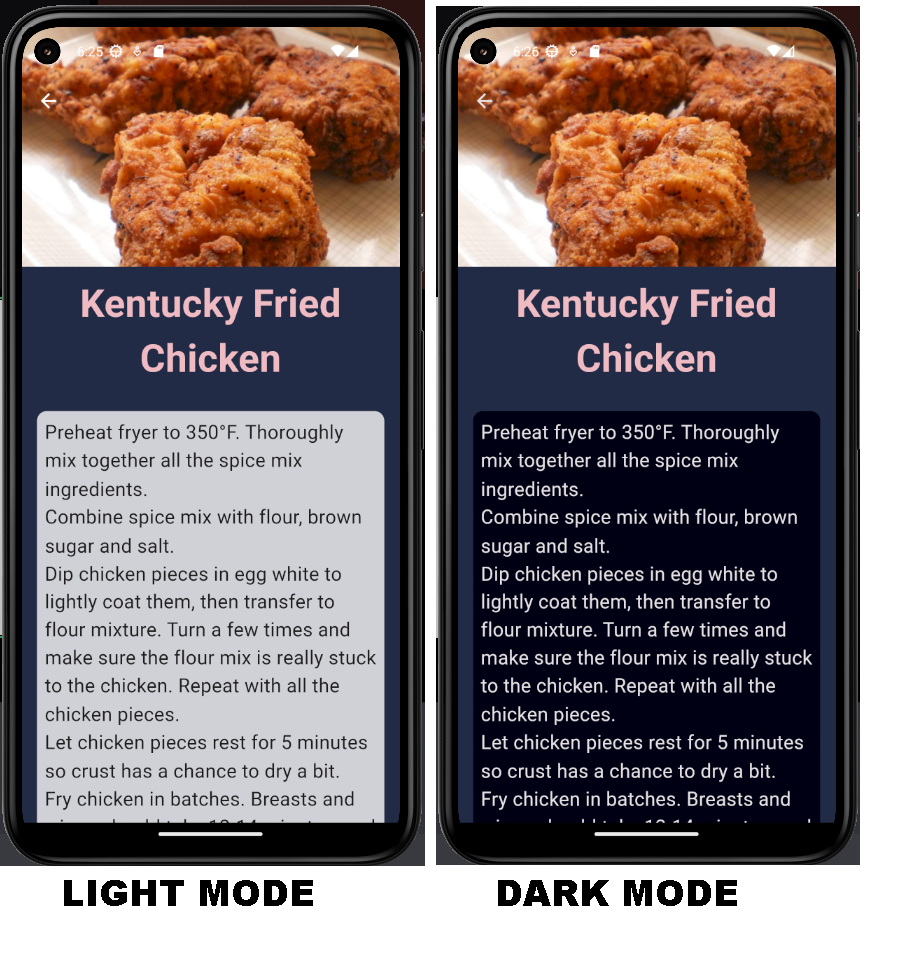 6:25
Kentucky Fried
Chicken
Preheat fryer to 350°F. Thoroughly
mix together all the spice mix
ingredients.
Combine spice mix with flour, brown
sugar and salt.
Dip chicken pieces in egg white to
lightly coat them, then transfer to
flour mixture. Turn a few times and
make sure the flour mix is really stuck
to the chicken. Repeat with all the
chicken pieces.
Let chicken pieces rest for 5 minutes
so crust has a chance to dry a bit.
Fry chicken in batches. Breasts and
LIGHT MODE
6:26
Kentucky Fried
Chicken
Preheat fryer to 350°F. Thoroughly
mix together all the spice mix
ingredients.
Combine spice mix with flour, brown
sugar and salt.
Dip chicken pieces in egg white to
lightly coat them, then transfer to
flour mixture. Turn a few times and
make sure the flour mix is really stuck
to the chicken. Repeat with all the
chicken pieces.
Let chicken pieces rest for 5 minutes
so crust has a chance to dry a bit.
Fry chicken in batches. Breasts and
DARK MODE